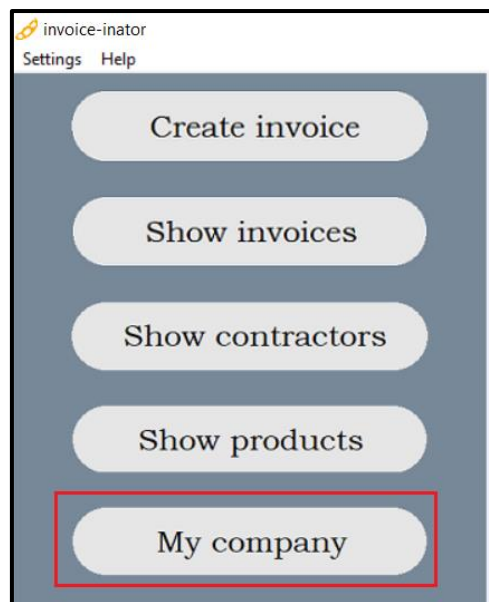 invoice-inator
Settings Help
Create invoice
Show invoices
Show contractors
Show products
My company